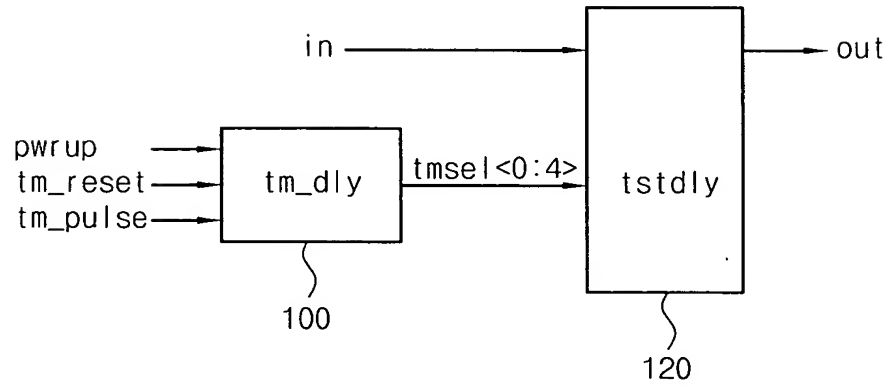 in
out
pwrup
tm_reset
tm_pulse
tm_dly
tmsel<0:4>
tstdly
100
120